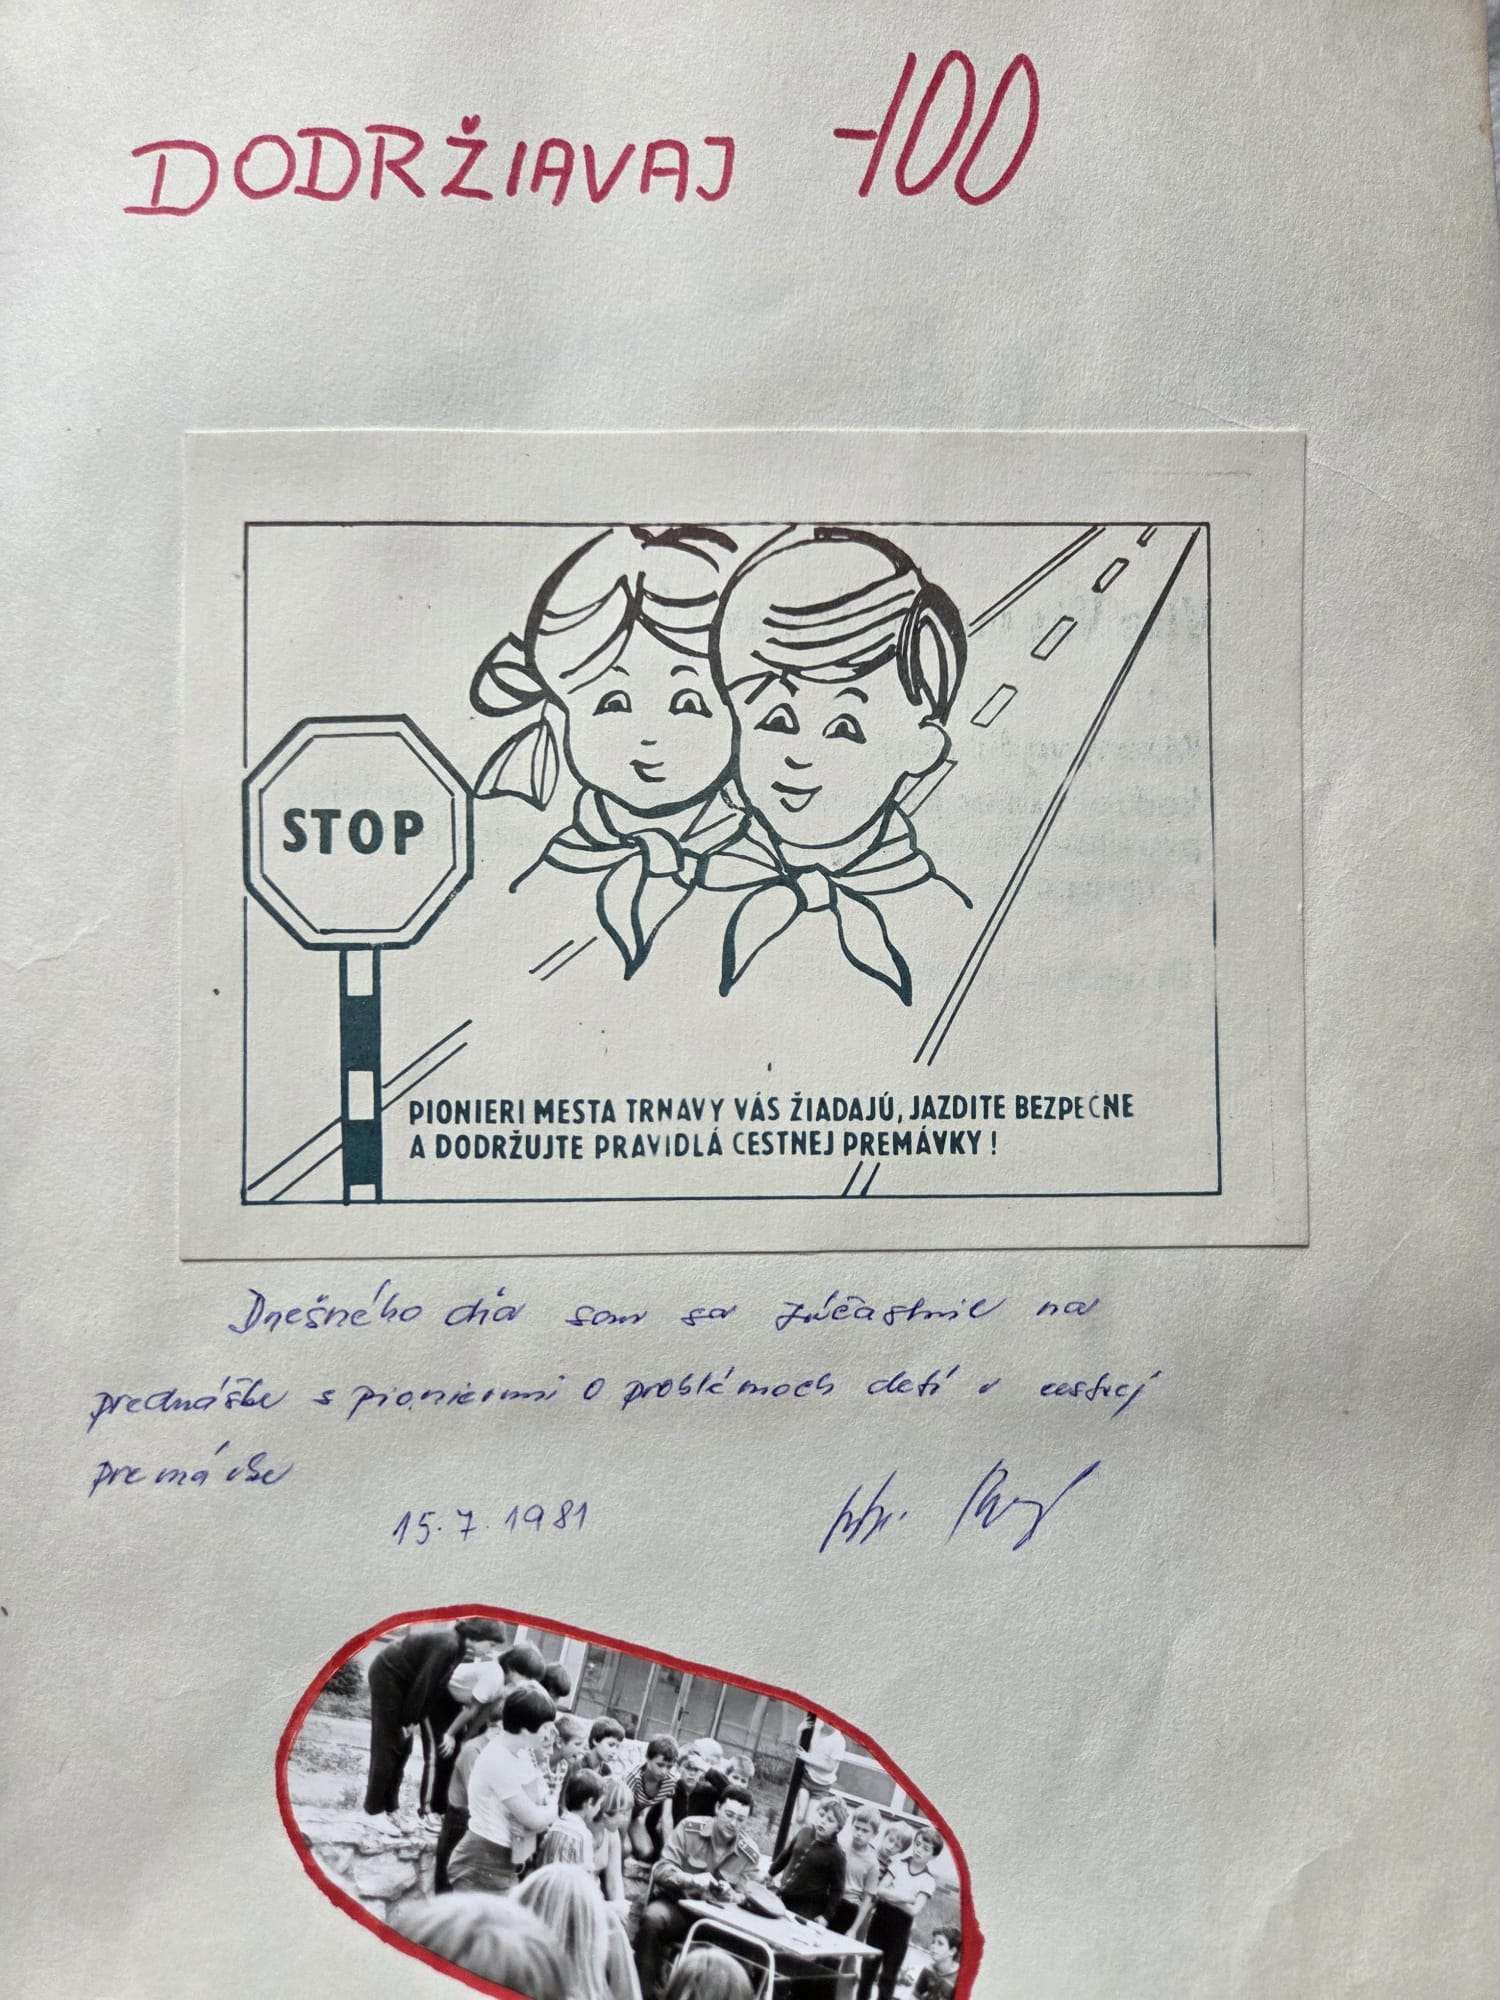 DODRŽIAVAJ -100
STOP
PIONIERI MESTA TRNAVY VÁS ŽIADAJÚ, JAZDITE BEZPEČNE
A DODRŽUJTE PRAVIDLÁ CESTNEJ PREMÁVKY !
Dnešného dňa som sa zúčastnil na
prednáške s pioniermi o problémoch detí v cestnej
premávke
15.7.1981